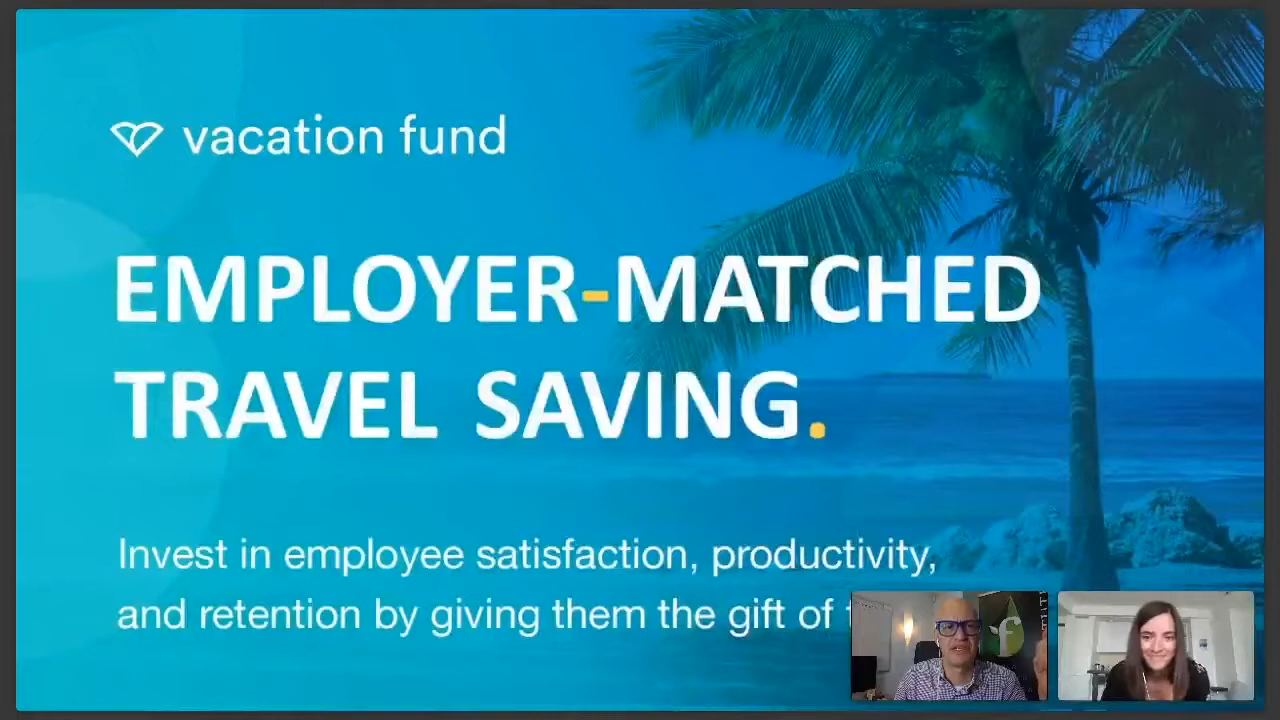 vacation fund
EMPLOYER-MATCHED
TRAVEL SAVING.
Invest in employee satisfaction, productivity,
and retention by giving them the gift of